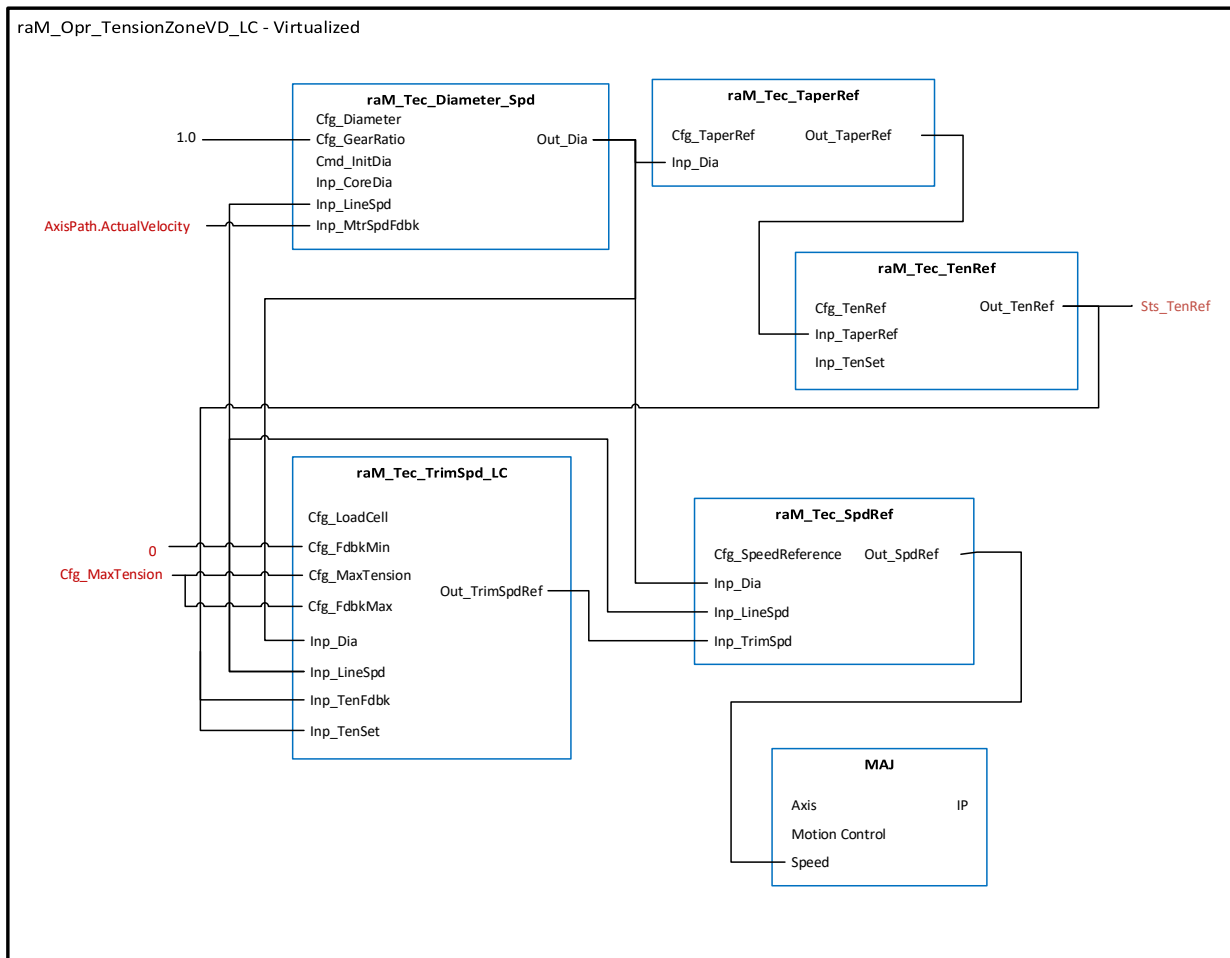 raM_Opr_TensionZoneVD_LC - Virtualized
raM_Tec_Diameter_Spd
Cfg_Diameter
1.0
Cfg_GearRatio
Out_Dia
Cmd_InitDia
Inp_CoreDia
Inp_LineSpd
AxisPath.ActualVelocity
Inp_MtrSpdFdbk
raM_Tec_TaperRef
Cfg_TaperRef
Out_TaperRef
Inp_Dia
raM_Tec_TenRef
Cfg_TenRef
Out_TenRef
Sts_TenRef
Inp_TaperRef
Inp_TenSet
raM_Tec_TrimSpd_LC
Cfg_LoadCell
0
Cfg_FdbkMin
Cfg_MaxTension
Cfg_MaxTension
Out_TrimSpdRef
Cfg_FdbkMax
Inp_Dia
Inp_LineSpd
Inp_TenFdbk
Inp_TenSet
raM_Tec_SpdRef
Cfg_SpeedReference
Out_SpdRef
Inp_Dia
Inp_LineSpd
Inp_TrimSpd
MAJ
Axis
IP
Motion Control
Speed